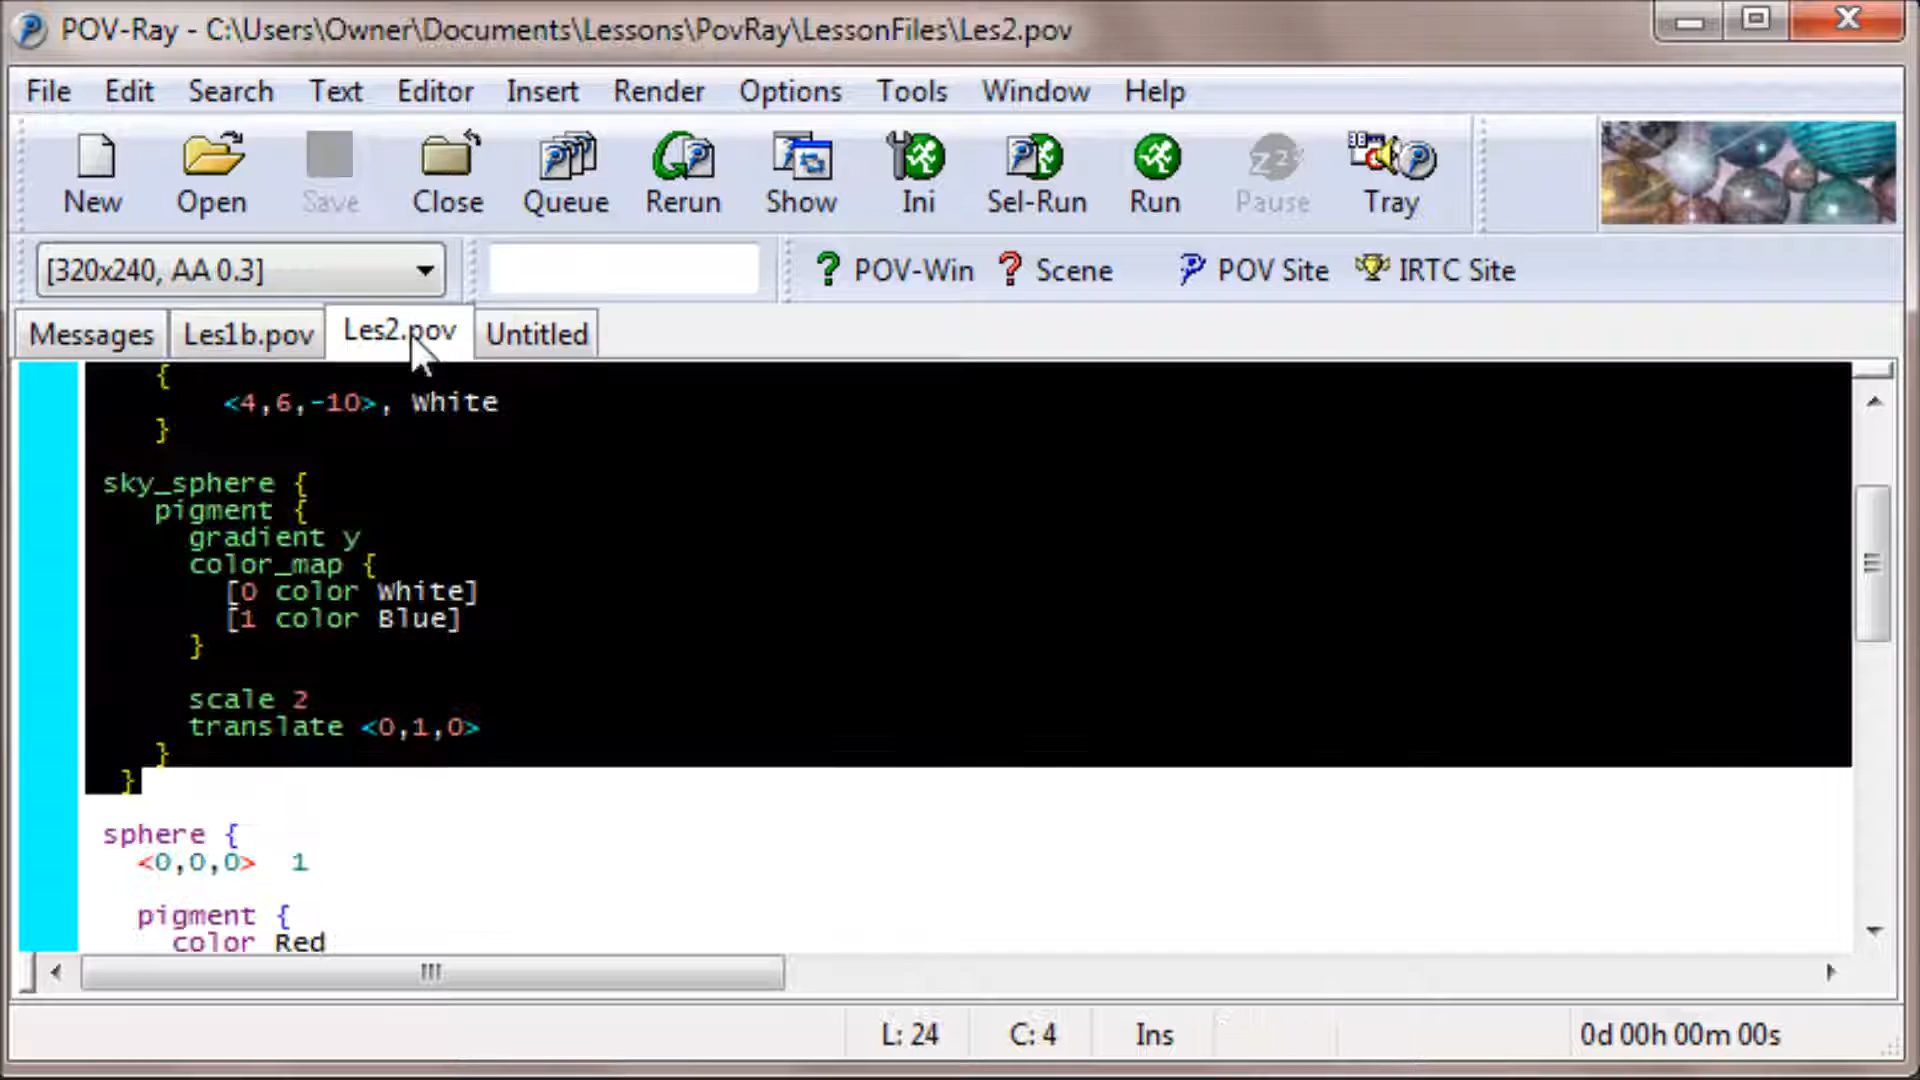 POV-Ray - C:\Users\Owner\Documents\Lessons\PovRay\LessonFiles\Les2.pov
File Edit Search Text Editor Insert Render Options Tools Window Help
New Open Save Close Queue Rerun Show Ini Sel-Run Run Pause Tray
[320x240, AA 0.3] ? POV-Win ? Scene POV Site IRTC Site
Messages Les1b.pov Les2.pov Untitled
{
<4,6,-10>, White
}
sky_sphere {
pigment {
gradient y
color_map {
[0 color White]
[1 color Blue]
}
scale 2
translate <0,1,0>
}
}
sphere {
<0,0,0> 1
pigment {
color Red
L: 24 C: 4 Ins 0d 00h 00m 00s